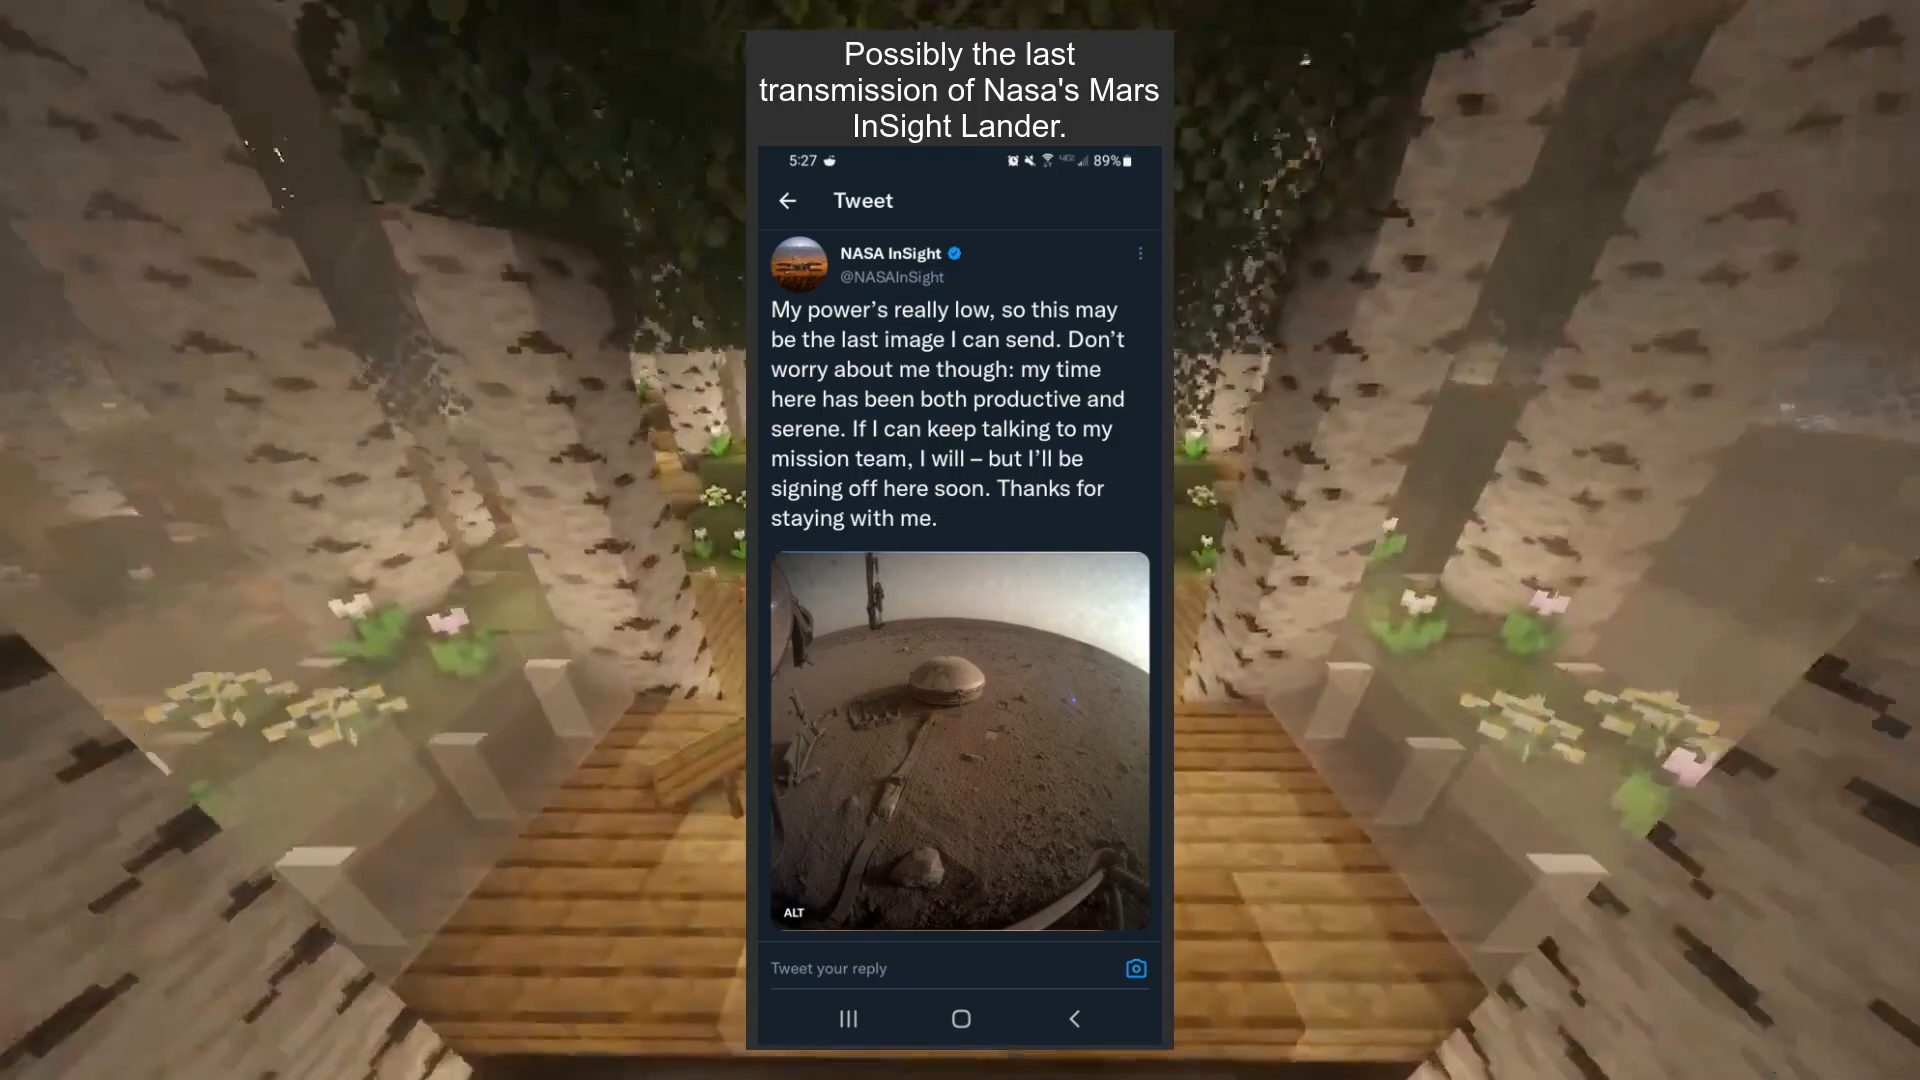 Possibly the last
transmission of Nasa's Mars
InSight Lander.
5:27 89%
Tweet
NASA InSight
@NASAInSight
My power's really low, so this may
be the last image I can send. Don't
worry about me though: my time
here has been both productive and
serene. If I can keep talking to my
mission team, I will – but I'll be
signing off here soon. Thanks for
staying with me.
ALT
Tweet your reply